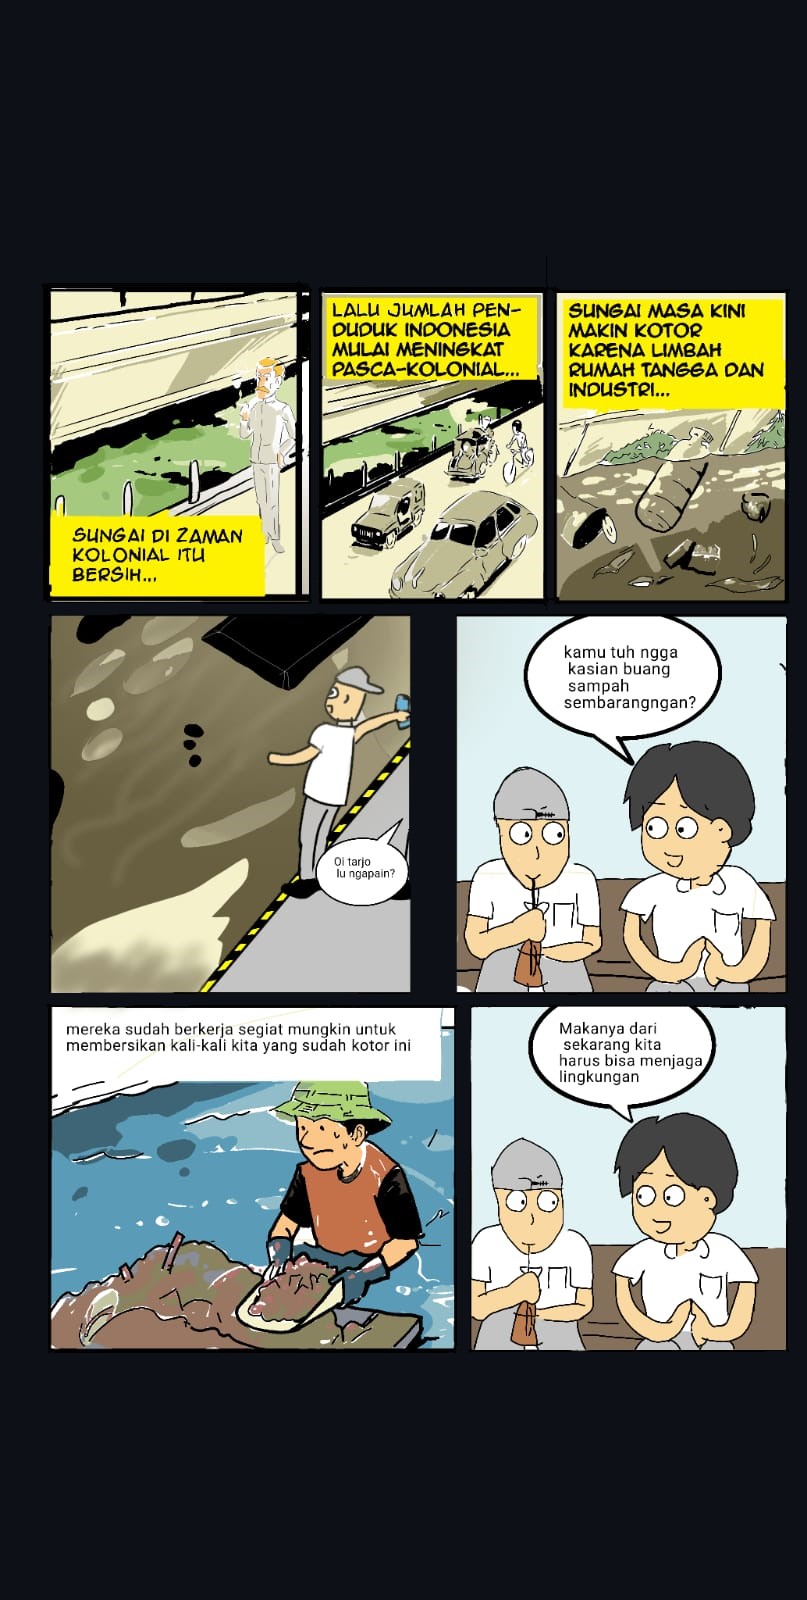 SUNGAI DI ZAMAN
KOLONIAL ITU
BERSIH...
LALU JUMLAH PEN-
DUDUK INDONESIA
MULAI MENINGKAT
PASCA-KOLONIAL...
SUNGAI MASA KINI
MAKIN KOTOR
KARENA LIMBAH
RUMAH TANGGA DAN
INDUSTRI...
Oi tarjo
lu ngapain?
kamu tuh ngga
kasian buang
sampah
sembarangngan?
mereka sudah berkerja segiat mungkin untuk
membersikan kali-kali kita yang sudah kotor ini
Makanya dari
sekarang kita
harus bisa menjaga
lingkungan